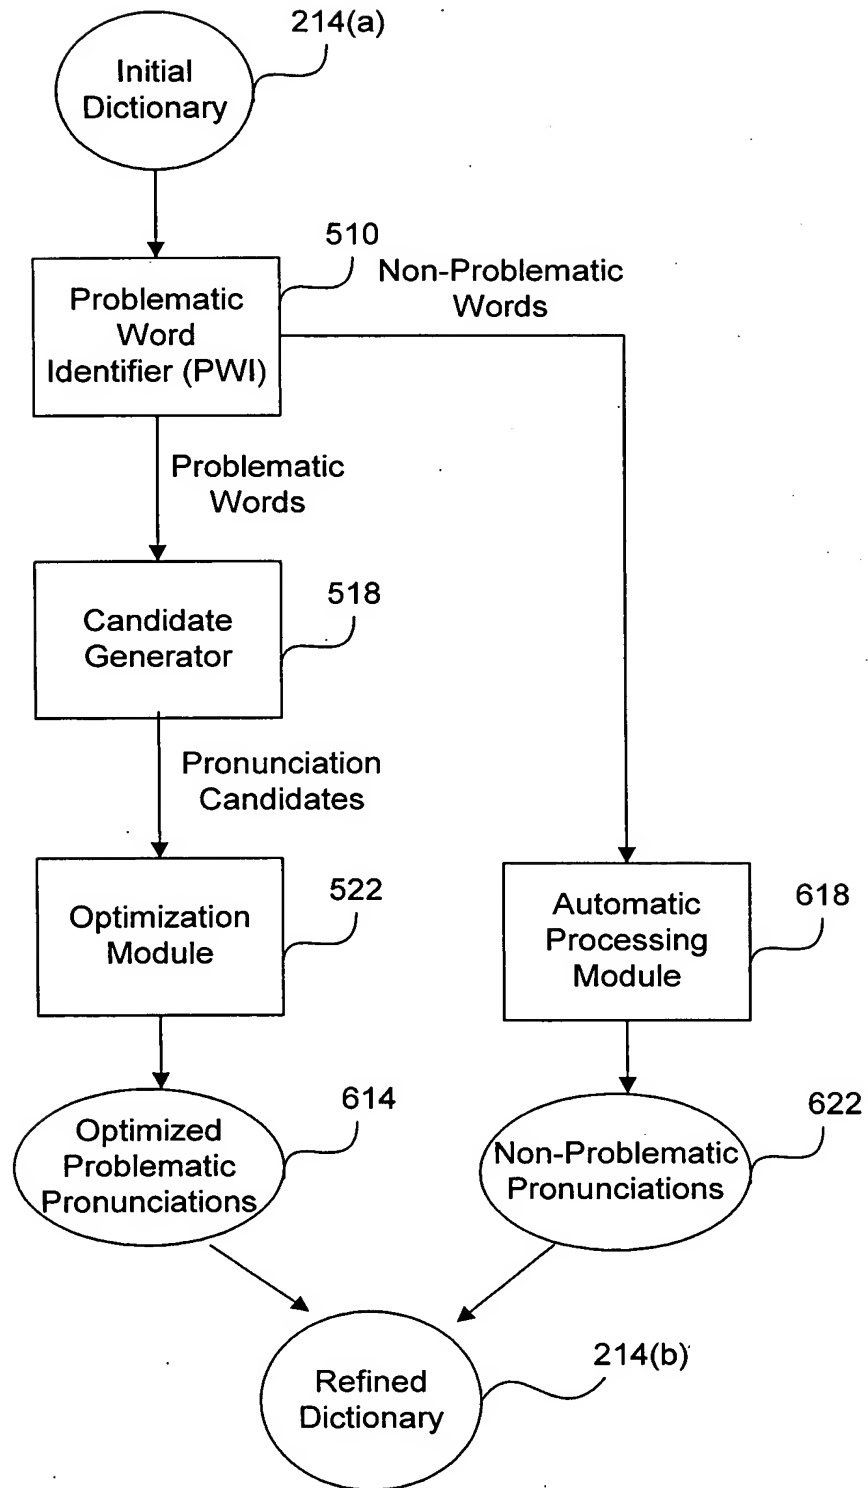 214(a)
Initial
Dictionary
510
Non-Problematic
Words
Problematic
Word
Identifier (PWI)
Problematic
Words
518
Candidate
Generator
Pronunciation
Candidates
522
Optimization
Module
618
Automatic
Processing
Module
614
Optimized
Problematic
Pronunciations
622
Non-Problematic
Pronunciations
214(b)
Refined
Dictionary